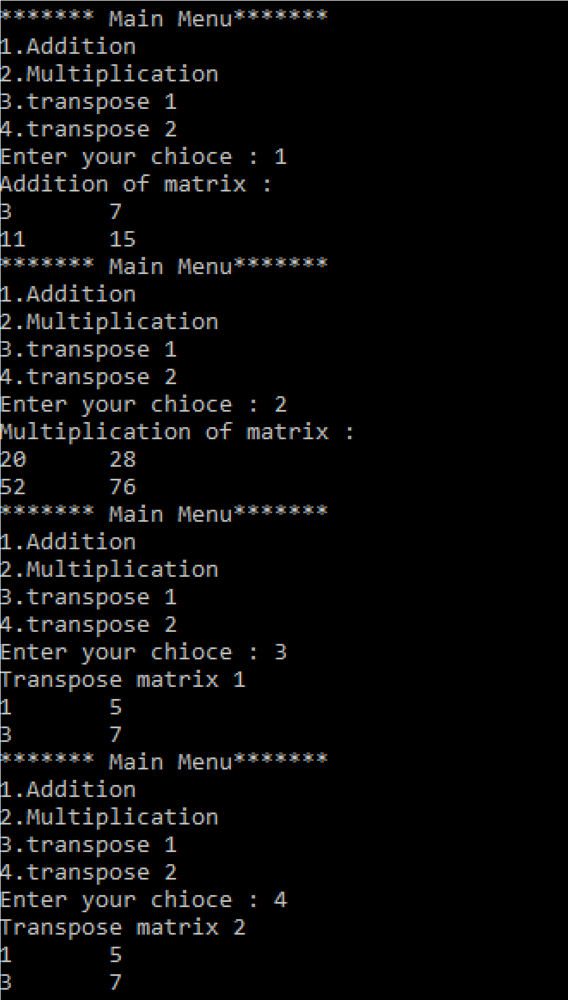 ******* Main Menu*******
1.Addition
2.Multiplication
3.transpose 1
4.transpose 2
Enter your chioce : 1
Addition of matrix :
3 7
11 15
******* Main Menu*******
1.Addition
2.Multiplication
3.transpose 1
4.transpose 2
Enter your chioce : 2
Multiplication of matrix :
20 28
52 76
******* Main Menu*******
1.Addition
2.Multiplication
3.transpose 1
4.transpose 2
Enter your chioce : 3
Transpose matrix 1
1 5
3 7
******* Main Menu*******
1.Addition
2.Multiplication
3.transpose 1
4.transpose 2
Enter your chioce : 4
Transpose matrix 2
1 5
3 7